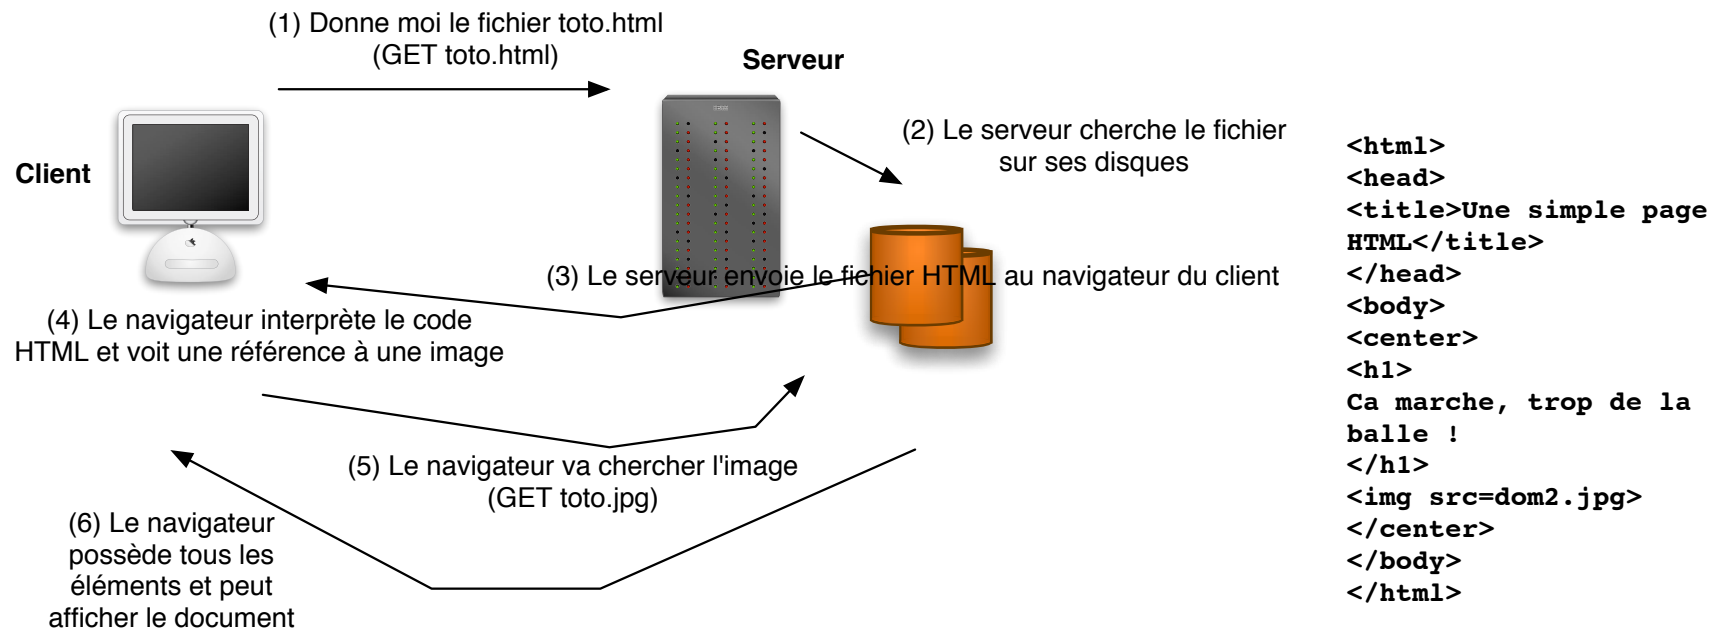 (1) Donne moi le fichier toto.html
(GET toto.html)
Serveur
Client
(2) Le serveur cherche le fichier
sur ses disques
(3) Le serveur envoie le fichier HTML au navigateur du client
(4) Le navigateur interprète le code
HTML et voit une référence à une image
(5) Le navigateur va chercher l'image
(GET toto.jpg)
(6) Le navigateur
possède tous les
éléments et peut
afficher le document
<html>
<head>
<title>Une simple page
HTML</title>
</head>
<body>
<center>
<h1>
Ca marche, trop de la
balle !
</h1>
<img src=dom2.jpg>
</center>
</body>
</html>